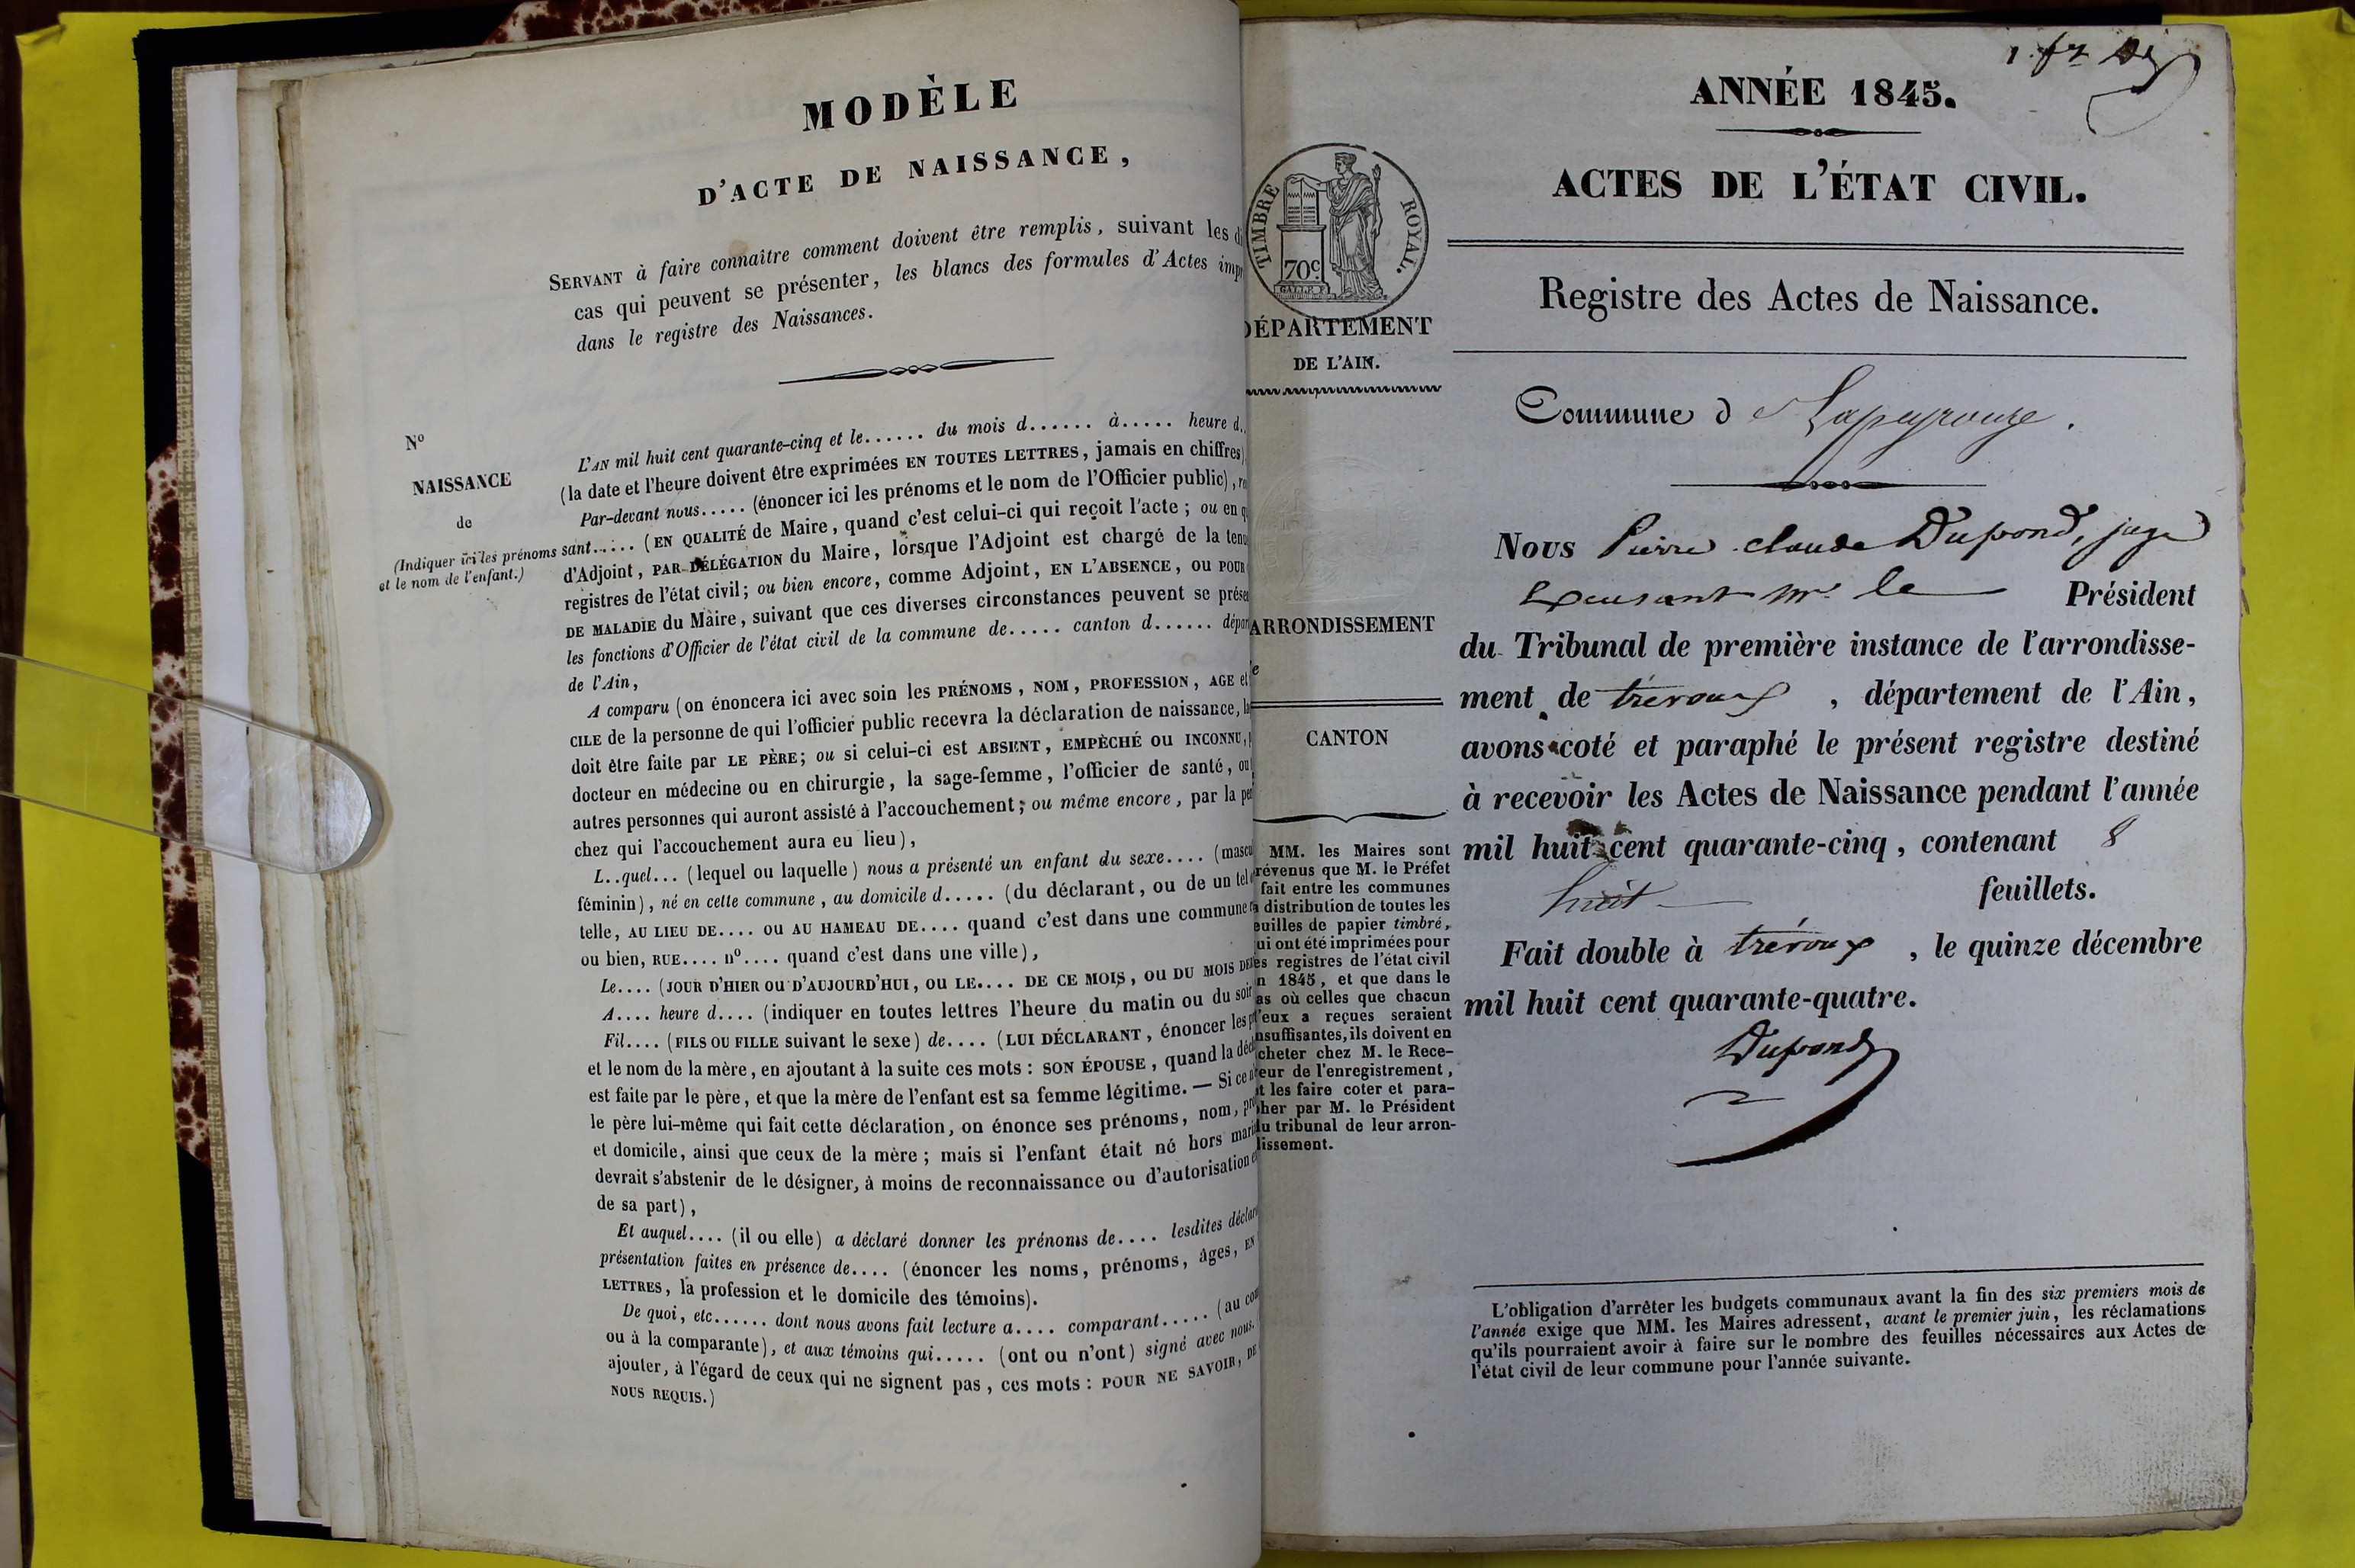 MODÈLE
D'ACTE DE NAISSANCE,
SERVANT à faire connaître comment doivent être remplis, suivant les
cas qui peuvent se présenter, les blancs des formules d'Actes
dans le registre des Naissances.
No
NAISSANCE
de
(Indiquer ici les prénoms
et le nom de l'enfant.)
L'AN mil huit cent quarante-cinq et le...... du mois d...... à..... heure d..
(la date et l'heure doivent être exprimées EN TOUTES LETTRES, jamais en chiffres)
Par-devant nous..... (énoncer ici les prénoms et le nom de l'Officier public),
sant..... (EN QUALITÉ de Maire, quand c'est celui-ci qui reçoit l'acte; ou en
d'Adjoint, PAR DÉLÉGATION du Maire, lorsque l'Adjoint est chargé de la
registres de l'état civil; ou bien encore, comme Adjoint, EN L'ABSENCE, OU POUR
DE MALADIE du Maire, suivant que ces diverses circonstances peuvent se
les fonctions d'Officier de l'état civil de la commune de..... canton d......
de l'Ain,
A comparu (on énoncera ici avec soin les PRÉNOMS, NOM, PROFESSION, AGE et
CILE de la personne de qui l'officier public recevra la déclaration de naissance,
doit être faite par LE PÈRE; ou si celui-ci est ABSENT, EMPÊCHÉ OU INCONNU,
docteur en médecine ou en chirurgie, la sage-femme, l'officier de santé, ou
autres personnes qui auront assisté à l'accouchement; ou même encore, par la
chez qui l'accouchement aura eu lieu),
L..quel... (lequel ou laquelle) nous a présenté un enfant du sexe....
féminin), né en cette commune, au domicile d..... (du déclarant, ou de un tel
telle, AU LIEU DE.... OU AU HAMEAU DE.... quand c'est dans une commune
ou bien, RUE.... no.... quand c'est dans une ville),
Le.... (JOUR D'HIER OU D'AUJOURD'HUI, OU LE.... DE CE MOIS, OU DU MOIS
A.... heure d.... (indiquer en toutes lettres l'heure du matin ou du soir
Fil.... (FILS OU FILLE suivant le sexe) de.... (LUI DÉCLARANT, énoncer les
et le nom de la mère, en ajoutant à la suite ces mots: SON ÉPOUSE, quand la
est faite par le père, et que la mère de l'enfant est sa femme légitime. — Si ce
le père lui-même qui fait cette déclaration, on énonce ses prénoms, nom,
et domicile, ainsi que ceux de la mère; mais si l'enfant était né hors
devrait s'abstenir de le désigner, à moins de reconnaissance ou d'autorisation
de sa part),
Et auquel.... (il ou elle) a déclaré donner les prénoms de.... lesdites
présentation faites en présence de.... (énoncer les noms, prénoms, âges, EN
LETTRES, la profession et le domicile des témoins).
De quoi, etc...... dont nous avons fait lecture a.... comparant..... (au
ou à la comparante), et aux témoins qui..... (ont ou n'ont) signé avec nous.
ajouter, à l'égard de ceux qui ne signent pas, ces mots: POUR NE SAVOIR, DE
NOUS REQUIS.)
ANNÉE 1845.
ACTES DE L'ÉTAT CIVIL.
TIMBRE ROYAL.
70c
Registre des Actes de Naissance.
DÉPARTEMENT
DE L'AIN.
Commune d e Lapeyrouze.
ARRONDISSEMENT
CANTON
MM. les Maires sont
révenus que M. le Préfet
fait entre les communes
distribution de toutes les
euilles de papier timbré,
ui ont été imprimées pour
es registres de l'état civil
n 1845, et que dans le
as où celles que chacun
'eux a reçues seraient
nsuffisantes, ils doivent en
cheter chez M. le Rece-
eur de l'enregistrement,
t les faire coter et para-
her par M. le Président
u tribunal de leur arron-
issement.
Nous Pierre Claude Dupond, juge
Mr. le Président
du Tribunal de première instance de l'arrondisse-
ment de trévoux, département de l'Ain,
avons coté et paraphé le présent registre destiné
à recevoir les Actes de Naissance pendant l'année
mil huit cent quarante-cinq, contenant 8
huit feuillets.
Fait double à trévoux, le quinze décembre
mil huit cent quarante-quatre.
Dupond
L'obligation d'arrêter les budgets communaux avant la fin des six premiers mois de
l'année exige que MM. les Maires adressent, avant le premier juin, les réclamations
qu'ils pourraient avoir à faire sur le nombre des feuilles nécessaires aux Actes de
l'état civil de leur commune pour l'année suivante.